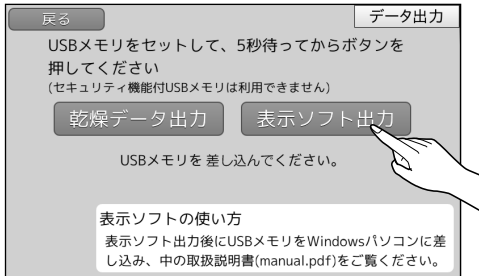 戻る
データ出力
USBメモリをセットして、5秒待ってからボタンを
押してください
(セキュリティ機能付USBメモリは利用できません)
乾燥データ出力
表示ソフト出力
USBメモリを 差し込んでください。
表示ソフトの使い方
表示ソフト出力後にUSBメモリをWindowsパソコンに差
し込み、中の取扱説明書(manual.pdf)をご覧ください。